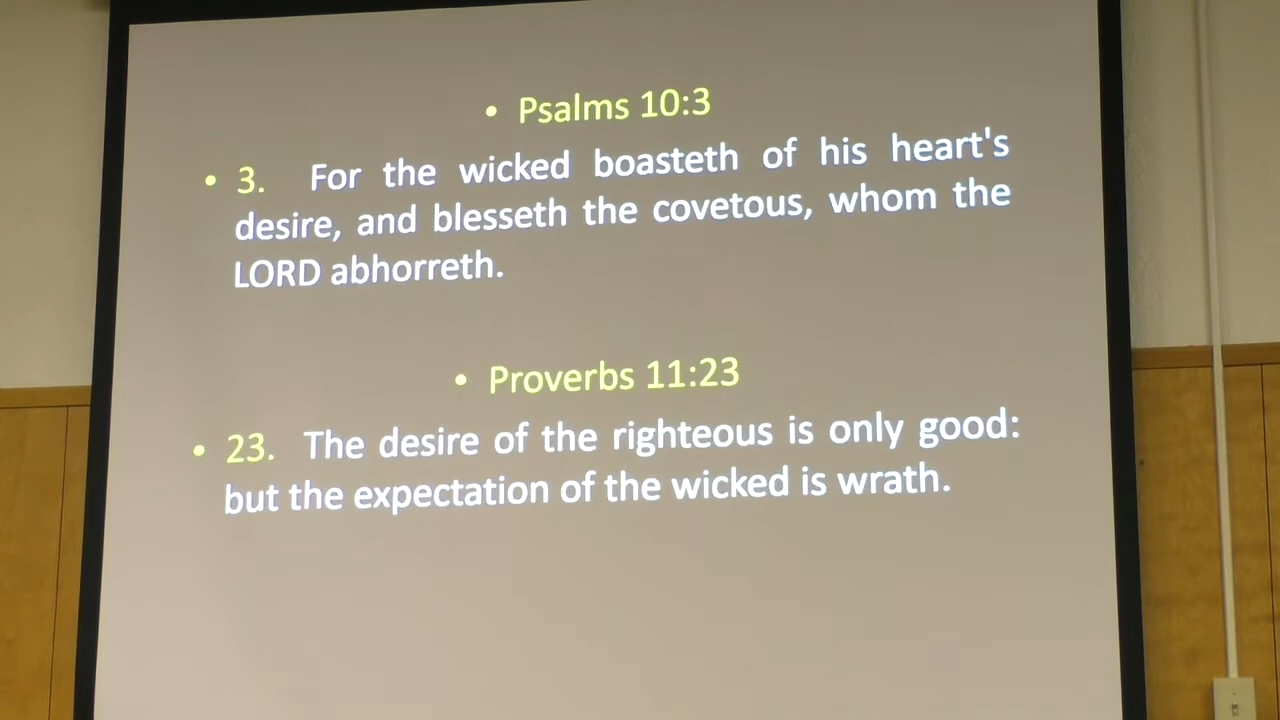 • Psalms 10:3
• 3. For the wicked boasteth of his heart's
desire, and blesseth the covetous, whom the
LORD abhorreth.
• Proverbs 11:23
• 23. The desire of the righteous is only good:
but the expectation of the wicked is wrath.